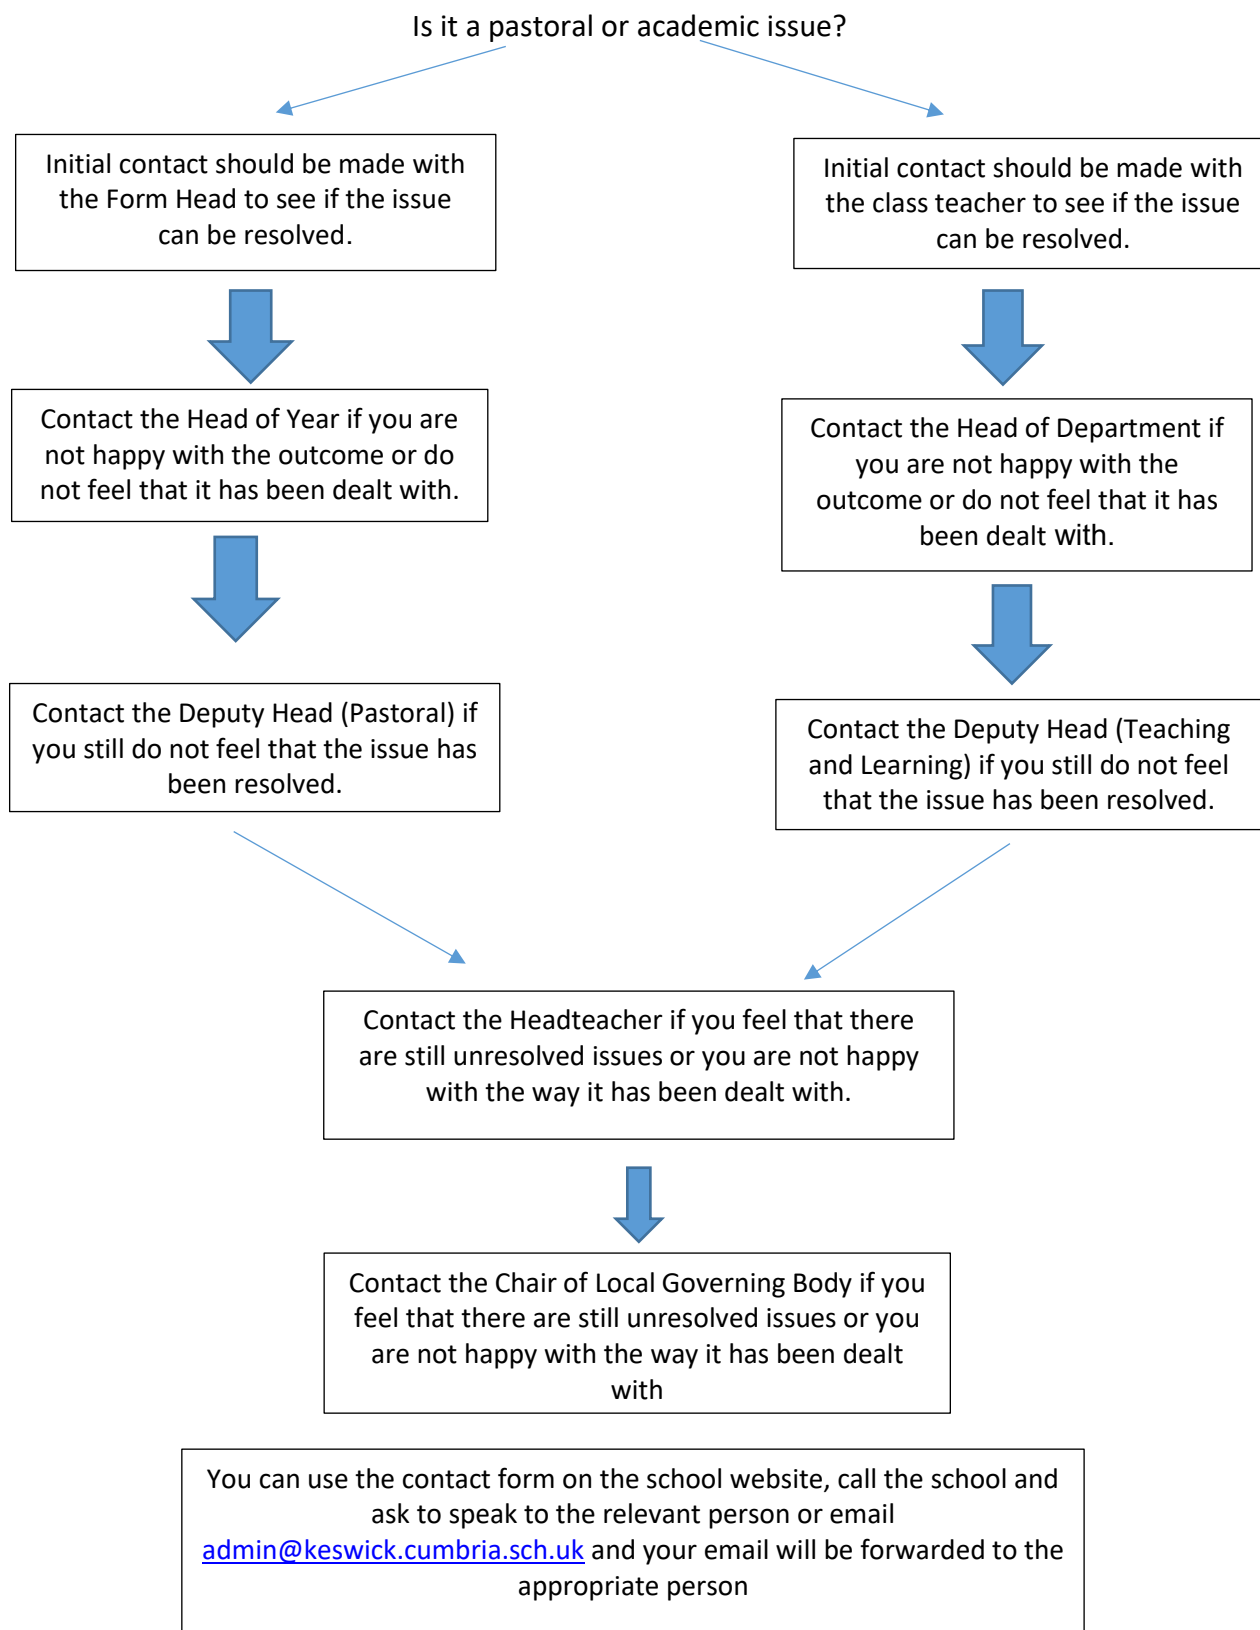 Is it a pastoral or academic issue?
Initial contact should be made with
the Form Head to see if the issue
can be resolved.
Initial contact should be made with
the class teacher to see if the issue
can be resolved.
Contact the Head of Year if you are
not happy with the outcome or do
not feel that it has been dealt with.
Contact the Head of Department if
you are not happy with the
outcome or do not feel that it has
been dealt with.
Contact the Deputy Head (Pastoral) if
you still do not feel that the issue has
been resolved.
Contact the Deputy Head (Teaching
and Learning) if you still do not feel
that the issue has been resolved.
Contact the Headteacher if you feel that there
are still unresolved issues or you are not happy
with the way it has been dealt with.
Contact the Chair of Local Governing Body if you
feel that there are still unresolved issues or you
are not happy with the way it has been dealt
with
You can use the contact form on the school website, call the school and
ask to speak to the relevant person or email
admin@keswick.cumbria.sch.uk and your email will be forwarded to the
appropriate person